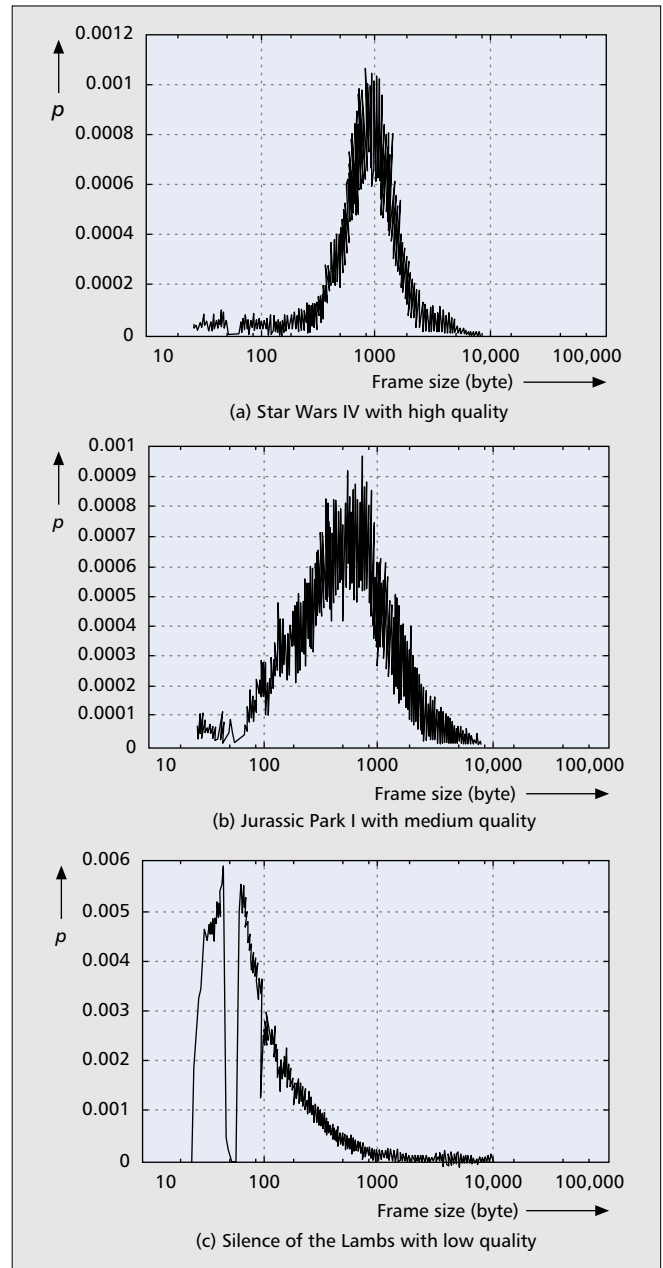 0.0012
0.001
p
0.0008
0.0006
0.0004
0.0002
0
10 100 1000 10,000 100,000
Frame size (byte)
(a) Star Wars IV with high quality
0.001
0.0009
0.0008
p
0.0007
0.0006
0.0005
0.0004
0.0003
0.0002
0.0001
0
10 100 1000 10,000 100,000
Frame size (byte)
(b) Jurassic Park I with medium quality
0.006
0.005
p
0.004
0.003
0.002
0.001
0
10 100 1000 10,000 100,000
Frame size (byte)
(c) Silence of the Lambs with low quality